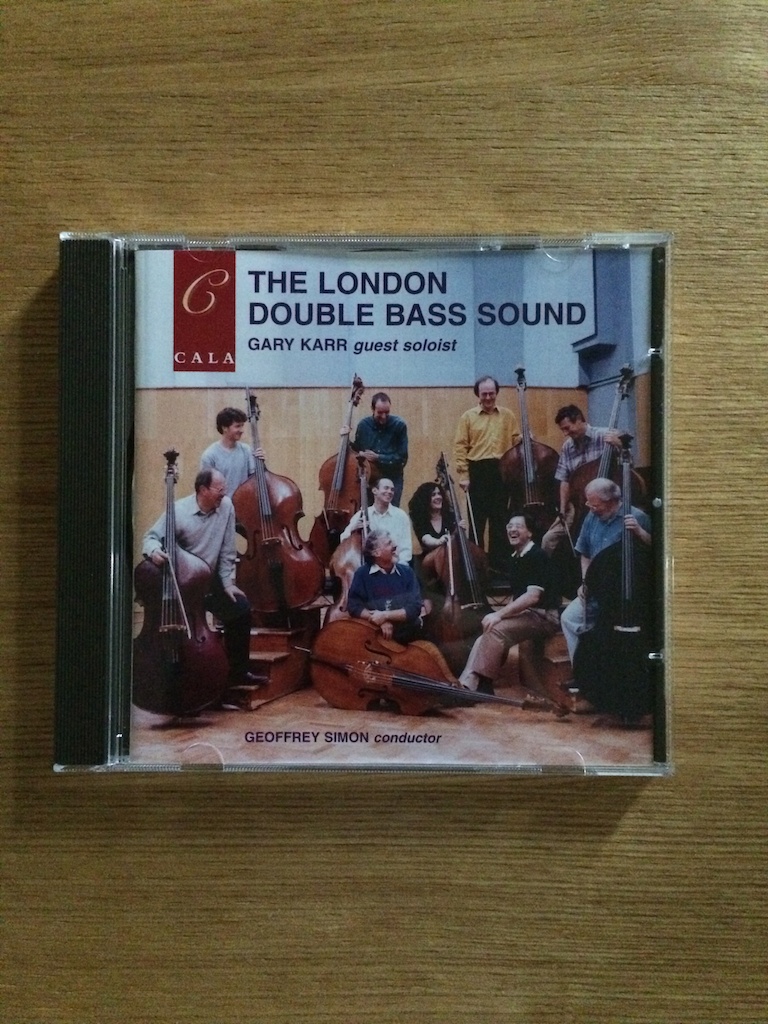 C
CALA
THE LONDON
DOUBLE BASS SOUND
GARY KARR guest soloist
GEOFFREY SIMON conductor